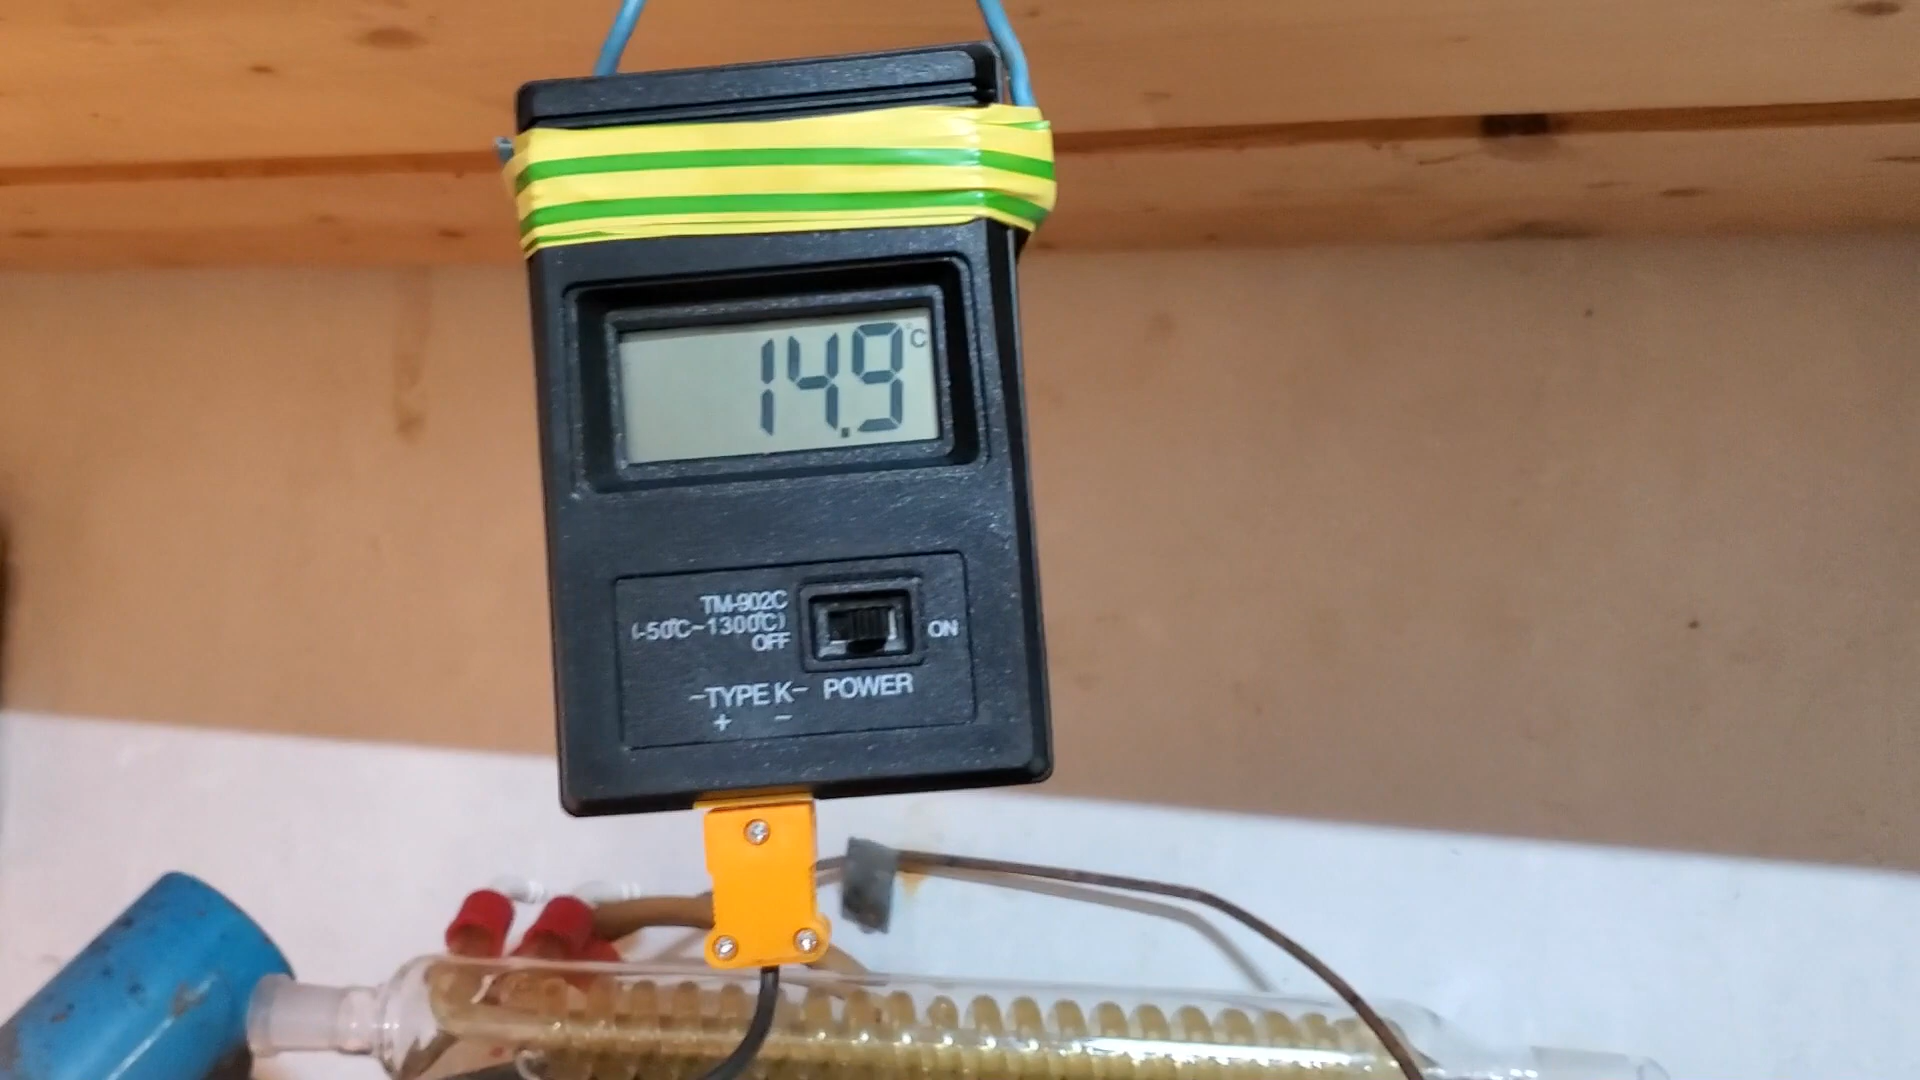 14.9 °C
TM-902C
(-50℃~1300℃)
OFF
ON
-TYPE K- POWER
+ -